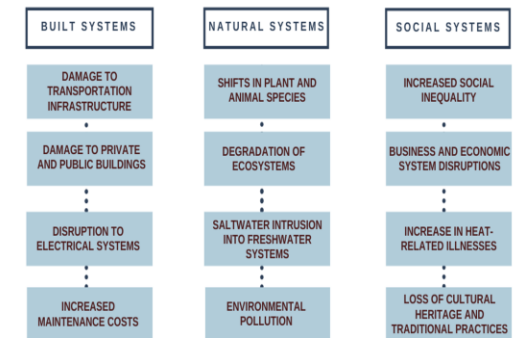 BUILT SYSTEMS
DAMAGE TO
TRANSPORTATION
INFRASTRUCTURE
DAMAGE TO PRIVATE
AND PUBLIC BUILDINGS
DISRUPTION TO
ELECTRICAL SYSTEMS
INCREASED
MAINTENANCE COSTS
NATURAL SYSTEMS
SHIFTS IN PLANT AND
ANIMAL SPECIES
DEGRADATION OF
ECOSYSTEMS
SALTWATER INTRUSION
INTO FRESHWATER
SYSTEMS
ENVIRONMENTAL
POLLUTION
SOCIAL SYSTEMS
INCREASED SOCIAL
INEQUALITY
BUSINESS AND ECONOMIC
SYSTEM DISRUPTIONS
INCREASE IN HEAT-
RELATED ILLNESSES
LOSS OF CULTURAL
HERITAGE AND
TRADITIONAL PRACTICES